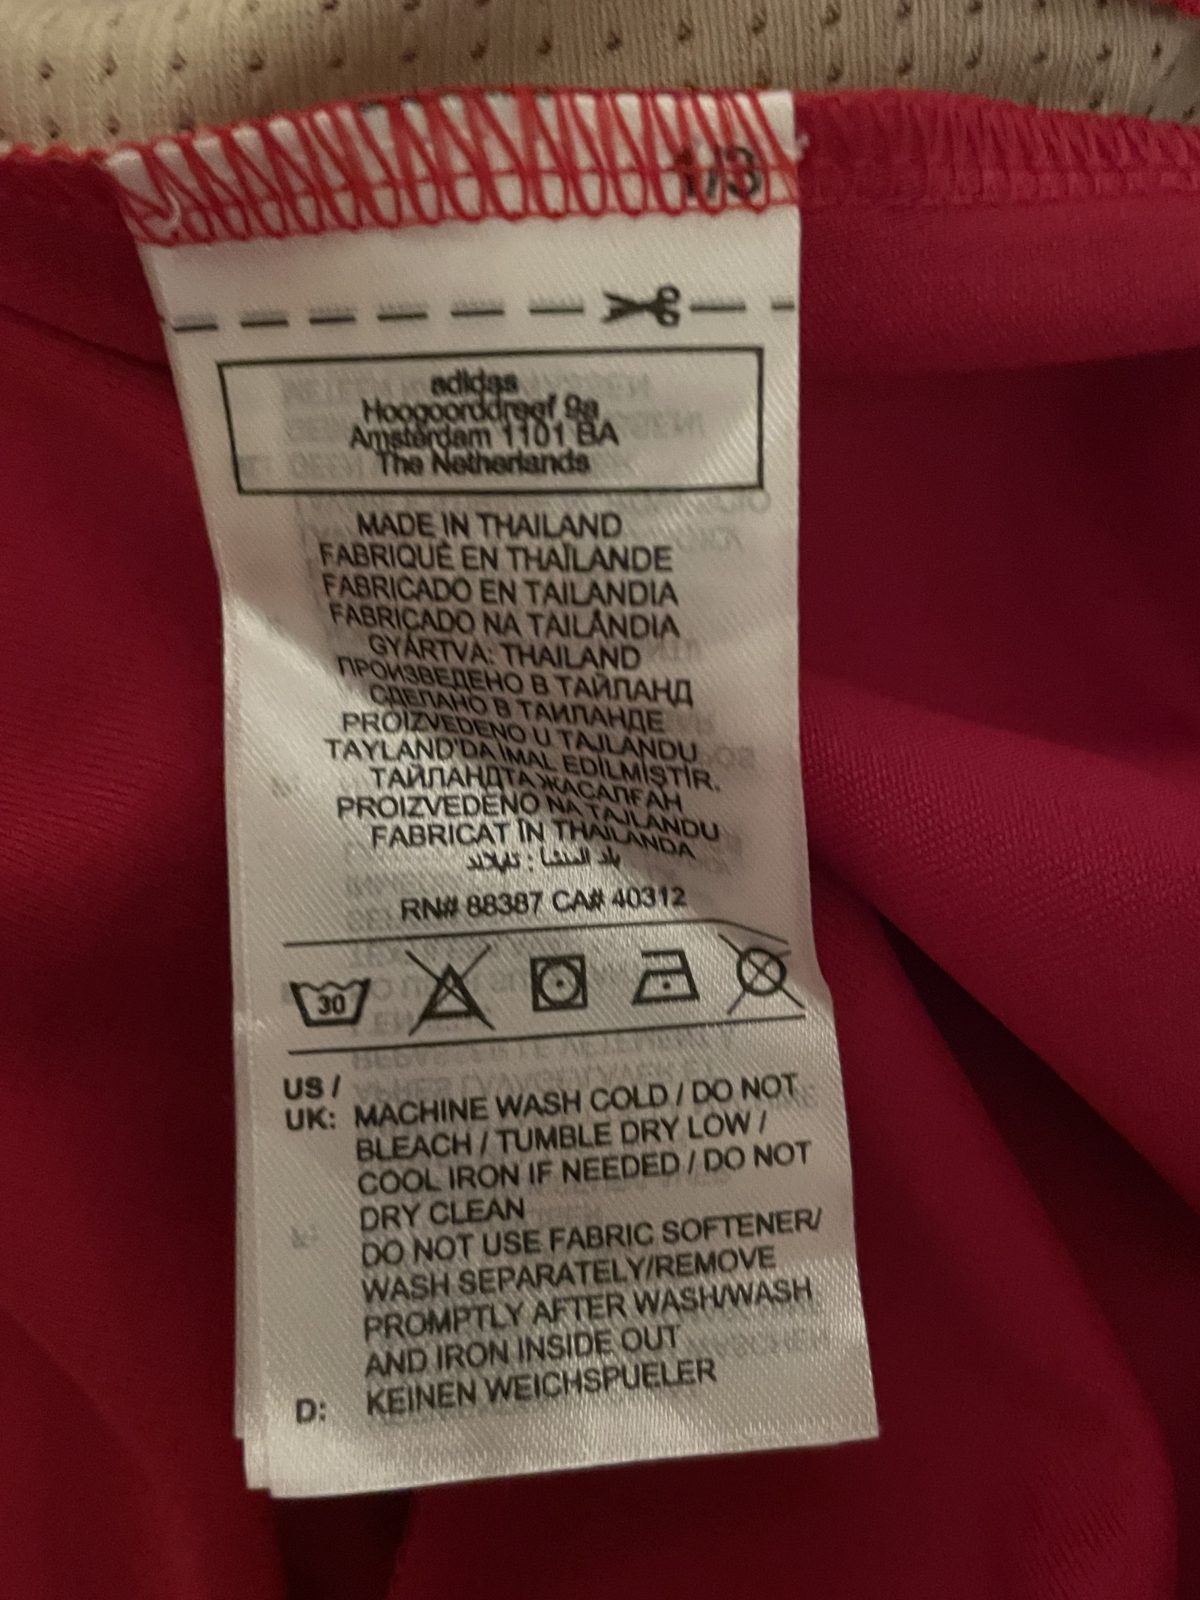 1/3
adidas
Hoogoorddreef 9a
Amsterdam 1101 BA
The Netherlands
MADE IN THAILAND
FABRIQUÉ EN THAÏLANDE
FABRICADO EN TAILANDIA
FABRICADO NA TAILÂNDIA
GYÁRTVA: THAILAND
ПРОИЗВЕДЕНО В ТАЙЛАНД
СДЕЛАНО В ТАИЛАНДЕ
PROIZVEDENO U TAJLANDU
TAYLAND'DA İMAL EDİLMİŞTİR.
ТАЙЛАНДТА ЖАСАЛҒАН
PROIZVEDENO NA TAJLANDU
FABRICAT ÎN THAILANDA
بلد المنشأ : تايلاند
RN# 88387 CA# 40312
30
US /
UK: MACHINE WASH COLD / DO NOT
BLEACH / TUMBLE DRY LOW /
COOL IRON IF NEEDED / DO NOT
DRY CLEAN
DO NOT USE FABRIC SOFTENER/
WASH SEPARATELY/REMOVE
PROMPTLY AFTER WASH/WASH
AND IRON INSIDE OUT
D: KEINEN WEICHSPUELER